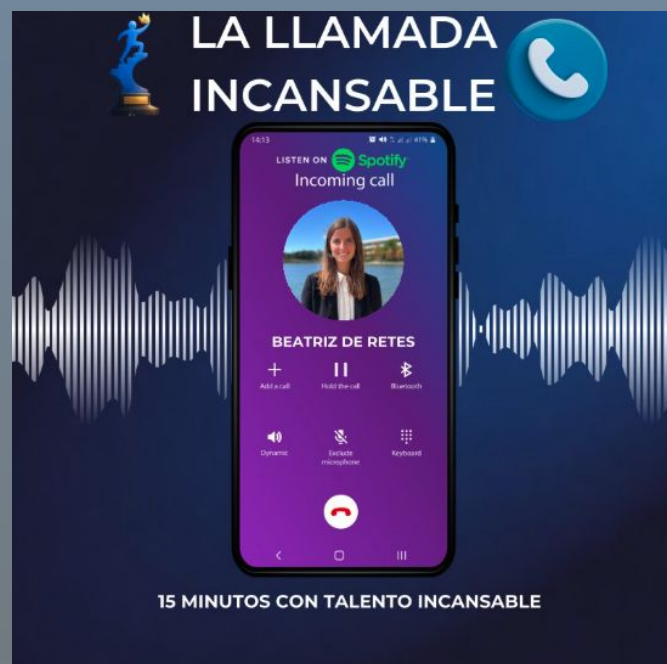 LA LLAMADA
INCANSABLE
14:13
41%
LISTEN ON Spotify
Incoming call
BEATRIZ DE RETES
Add a call Hold the call Bluetooth
Dynamic Exclude microphone Keyboard
15 MINUTOS CON TALENTO INCANSABLE